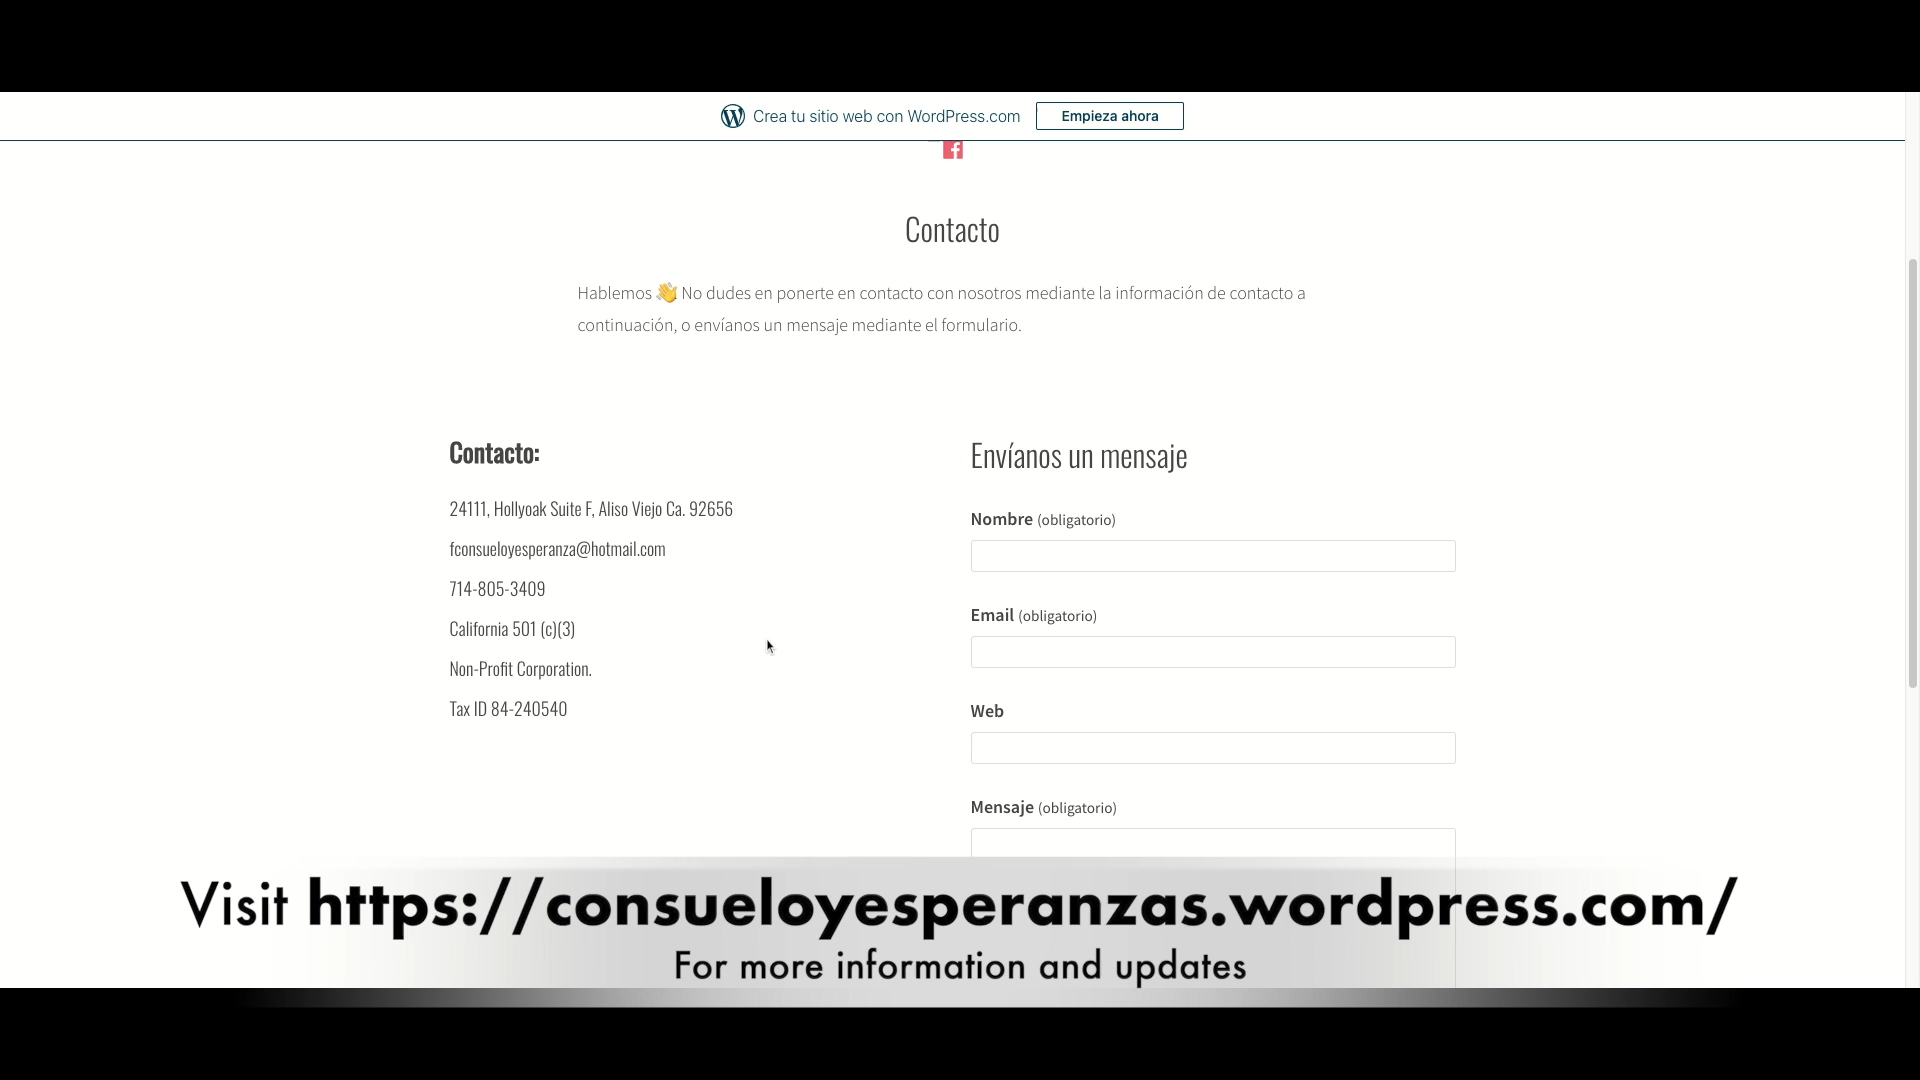 Crea tu sitio web con WordPress.com
Empieza ahora
Contacto
Hablemos 👋 No dudes en ponerte en contacto con nosotros mediante la información de contacto a
continuación, o envíanos un mensaje mediante el formulario.
Contacto:
24111, Hollyoak Suite F, Aliso Viejo Ca. 92656
fconsueloyesperanza@hotmail.com
714-805-3409
California 501 (c)(3)
Non-Profit Corporation.
Tax ID 84-240540
Envíanos un mensaje
Nombre (obligatorio)
Email (obligatorio)
Web
Mensaje (obligatorio)
Visit https://consueloyesperanzas.wordpress.com/
For more information and updates